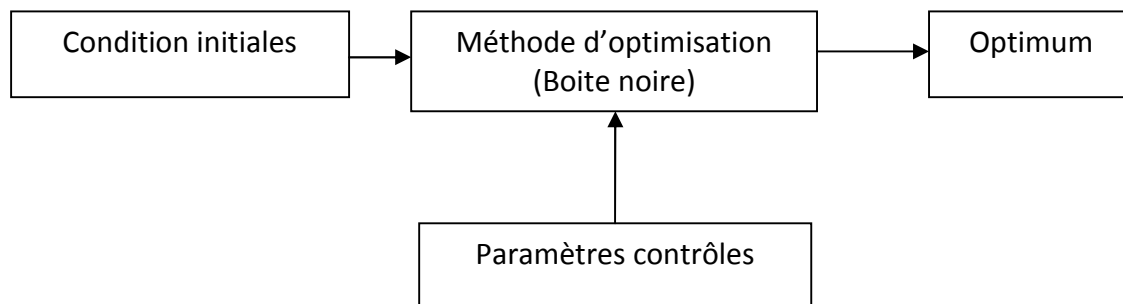 Condition initiales
Méthode d’optimisation
(Boite noire)
Optimum
Paramètres contrôles